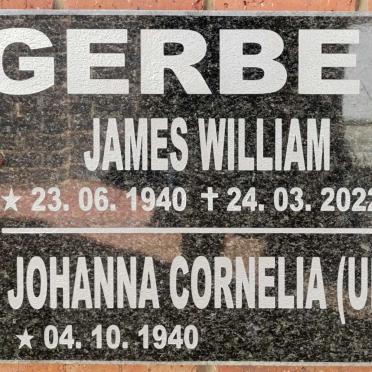 GERBE
JAMES WILLIAM
★ 23. 06. 1940 ✝ 24. 03. 2022
JOHANNA CORNELIA (U
★ 04. 10. 1940